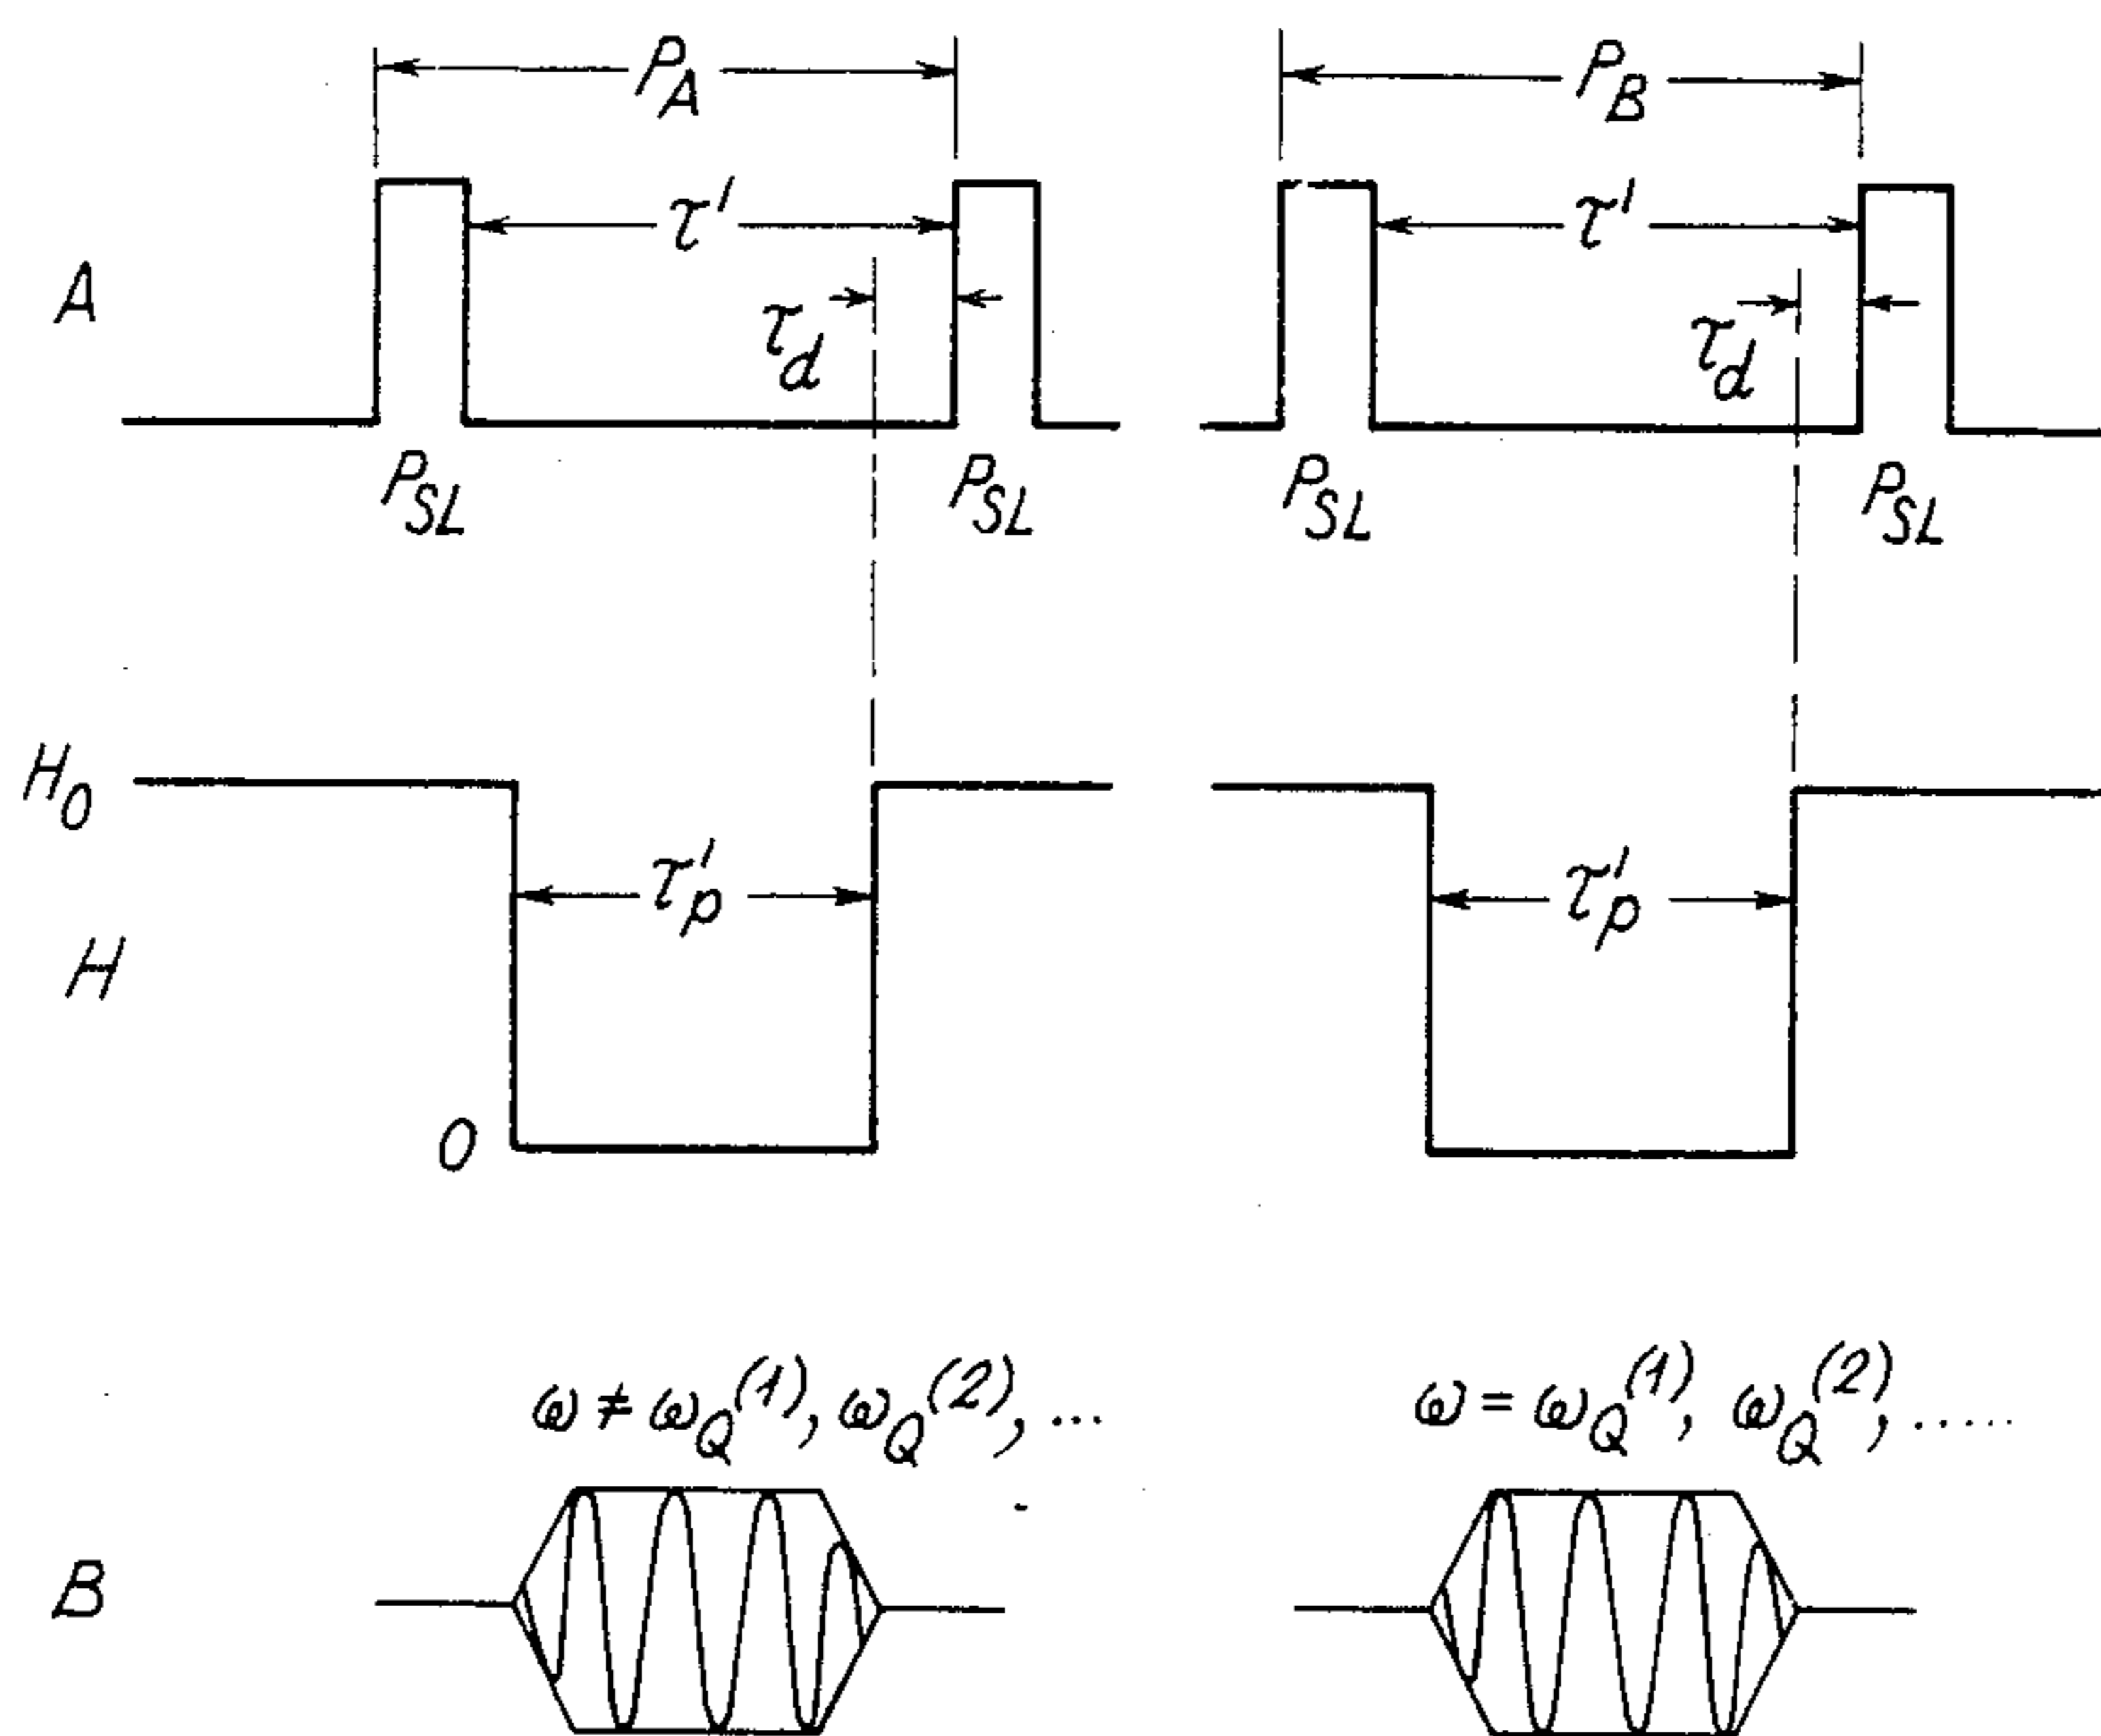 P_A P_B
τ' τ'
A τ_d τ_d
P_SL P_SL P_SL P_SL
H_0
τ'_p τ'_p
H
0
ω ≠ ω_Q^(1), ω_Q^(2), ... ω = ω_Q^(1), ω_Q^(2), .....
B